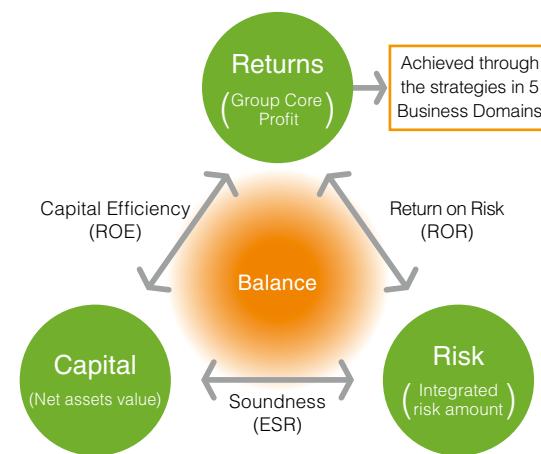 Returns
(Group Core
Profit)
Achieved through
the strategies in 5
Business Domains
Capital Efficiency
(ROE)
Return on Risk
(ROR)
Balance
Capital
(Net assets value)
Risk
(Integrated
risk amount)
Soundness
(ESR)